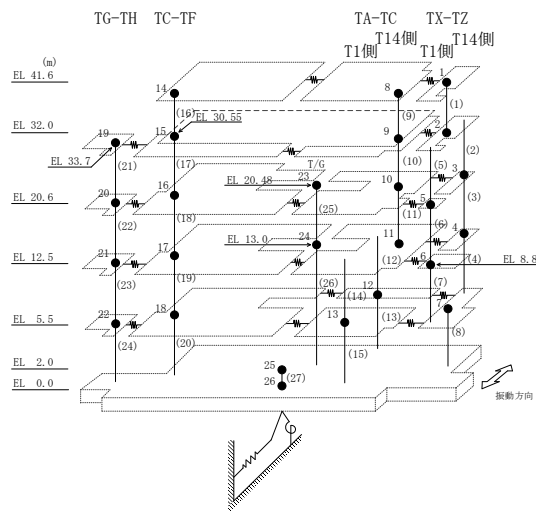 TG-TH
TC-TF
TA-TC
TX-TZ
T1側
T14側
T1側
T14側
(m)
EL 41.6
14
8
1
(16)
(9)
(1)
EL 30.55
EL 32.0
19
15
9
2
(9)
(2)
EL 33.7
(21)
(17)
(10)
T/G
23
(5)
3
EL 20.6
20
16
EL 20.48
10
5
(3)
(22)
(18)
(25)
(11)
EL 13.0
24
11
(6)
4
EL 12.5
21
17
(12)
6
(4)
EL 8.8
(23)
(19)
(26)
(14)
12
(7)
7
EL 5.5
22
18
13
(13)
(8)
(24)
(20)
(15)
EL 2.0
25
EL 0.0
26
(27)
振動方向